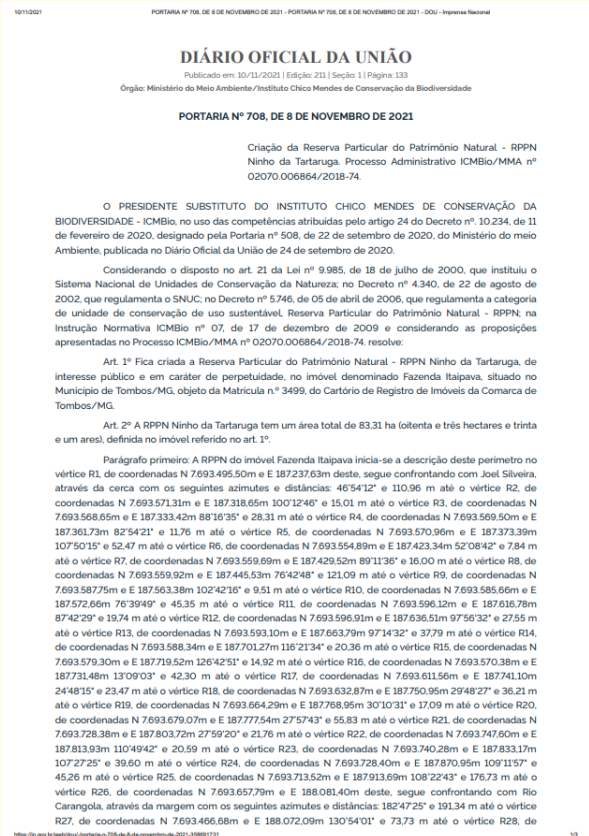 10/11/2021 PORTARIA Nº 708, DE 8 DE NOVEMBRO DE 2021 - PORTARIA Nº 708, DE 8 DE NOVEMBRO DE 2021 - DOU - Imprensa Nacional
DIÁRIO OFICIAL DA UNIÃO
Publicado em: 10/11/2021 | Edição: 211 | Seção: 1 | Página: 133
Órgão: Ministério do Meio Ambiente/Instituto Chico Mendes de Conservação da Biodiversidade
PORTARIA Nº 708, DE 8 DE NOVEMBRO DE 2021
Criação da Reserva Particular do Patrimônio Natural - RPPN
Ninho da Tartaruga. Processo Administrativo ICMBio/MMA nº
02070.006864/2018-74.
O PRESIDENTE SUBSTITUTO DO INSTITUTO CHICO MENDES DE CONSERVAÇÃO DA
BIODIVERSIDADE - ICMBio, no uso das competências atribuídas pelo artigo 24 do Decreto nº. 10.234, de 11
de fevereiro de 2020, designado pela Portaria nº 508, de 22 de setembro de 2020, do Ministério do meio
Ambiente, publicada no Diário Oficial da União de 24 de setembro de 2020.
Considerando o disposto no art. 21 da Lei nº 9.985, de 18 de julho de 2000, que instituiu o
Sistema Nacional de Unidades de Conservação da Natureza; no Decreto nº 4.340, de 22 de agosto de
2002, que regulamenta o SNUC; no Decreto nº 5.746, de 05 de abril de 2006, que regulamenta a categoria
de unidade de conservação de uso sustentável, Reserva Particular do Patrimônio Natural - RPPN; na
Instrução Normativa ICMBio nº 07, de 17 de dezembro de 2009 e considerando as proposições
apresentadas no Processo ICMBio/MMA nº 02070.006864/2018-74. resolve:
Art. 1º Fica criada a Reserva Particular do Patrimônio Natural - RPPN Ninho da Tartaruga, de
interesse público e em caráter de perpetuidade, no imóvel denominado Fazenda Itaipava, situado no
Município de Tombos/MG, objeto da Matrícula n.º 3499, do Cartório de Registro de Imóveis da Comarca de
Tombos/MG.
Art. 2º A RPPN Ninho da Tartaruga tem um área total de 83,31 ha (oitenta e três hectares e trinta
e um ares), definida no imóvel referido no art. 1º.
Parágrafo primeiro: A RPPN do imóvel Fazenda Itaipava inicia-se a descrição deste perímetro no
vértice R1, de coordenadas N 7.693.495,50m e E 187.237,63m deste, segue confrontando com Joel Silveira,
através da cerca com os seguintes azimutes e distâncias: 46°54'12" e 110,96 m até o vértice R2, de
coordenadas N 7.693.571,31m e E 187.318,65m 100°12'46" e 15,01 m até o vértice R3, de coordenadas N
7.693.568,65m e E 187.333,42m 88°16'35" e 28,31 m até o vértice R4, de coordenadas N 7.693.569,50m e E
187.361,73m 82°54'21" e 11,76 m até o vértice R5, de coordenadas N 7.693.570,96m e E 187.373,39m
107°50'15" e 52,47 m até o vértice R6, de coordenadas N 7.693.554,89m e E 187.423,34m 52°08'42" e 7,84 m
até o vértice R7, de coordenadas N 7.693.559,69m e E 187.429,52m 89°11'36" e 16,00 m até o vértice R8, de
coordenadas N 7.693.559,92m e E 187.445,53m 76°42'48" e 121,09 m até o vértice R9, de coordenadas N
7.693.587,75m e E 187.563,38m 102°42'16" e 9,51 m até o vértice R10, de coordenadas N 7.693.585,66m e E
187.572,66m 76°39'49" e 45,35 m até o vértice R11, de coordenadas N 7.693.596,12m e E 187.616,78m
87°42'29" e 19,74 m até o vértice R12, de coordenadas N 7.693.596,91m e E 187.636,51m 97°56'32" e 27,55 m
até o vértice R13, de coordenadas N 7.693.593,10m e E 187.663,79m 97°14'32" e 37,79 m até o vértice R14,
de coordenadas N 7.693.588,34m e E 187.701,27m 116°21'34" e 20,36 m até o vértice R15, de coordenadas N
7.693.579,30m e E 187.719,52m 126°42'51" e 14,92 m até o vértice R16, de coordenadas N 7.693.570,38m e E
187.731,48m 13°09'03" e 42,30 m até o vértice R17, de coordenadas N 7.693.611,56m e E 187.741,10m
24°48'15" e 23,47 m até o vértice R18, de coordenadas N 7.693.632,87m e E 187.750,95m 29°48'27" e 36,21 m
até o vértice R19, de coordenadas N 7.693.664,29m e E 187.768,95m 30°10'31" e 17,09 m até o vértice R20,
de coordenadas N 7.693.679,07m e E 187.777,54m 27°57'43" e 55,83 m até o vértice R21, de coordenadas N
7.693.728,38m e E 187.803,72m 27°59'20" e 21,76 m até o vértice R22, de coordenadas N 7.693.747,60m e E
187.813,93m 110°49'42" e 20,59 m até o vértice R23, de coordenadas N 7.693.740,28m e E 187.833,17m
107°27'25" e 39,60 m até o vértice R24, de coordenadas N 7.693.728,40m e E 187.870,95m 109°11'57" e
45,26 m até o vértice R25, de coordenadas N 7.693.713,52m e E 187.913,69m 108°22'43" e 176,73 m até o
vértice R26, de coordenadas N 7.693.657,79m e E 188.081,40m deste, segue confrontando com Rio
Carangola, através da margem com os seguintes azimutes e distâncias: 182°47'25" e 191,34 m até o vértice
R27, de coordenadas N 7.693.466,68m e E 188.072,09m 130°54'01" e 73,73 m até o vértice R28, de
https://in.gov.br/web/dou/-/portaria-n-708-de-8-de-novembro-de-2021-358691731 1/3